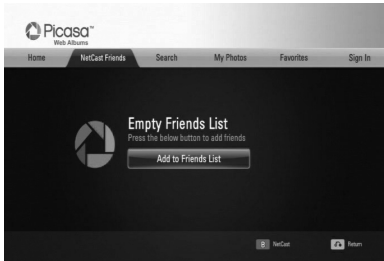 Picasa™
Web Albums
Home NetCast Friends Search My Photos Favorites Sign In
Empty Friends List
Press the below button to add friends
Add to Friends List
NetCast Return